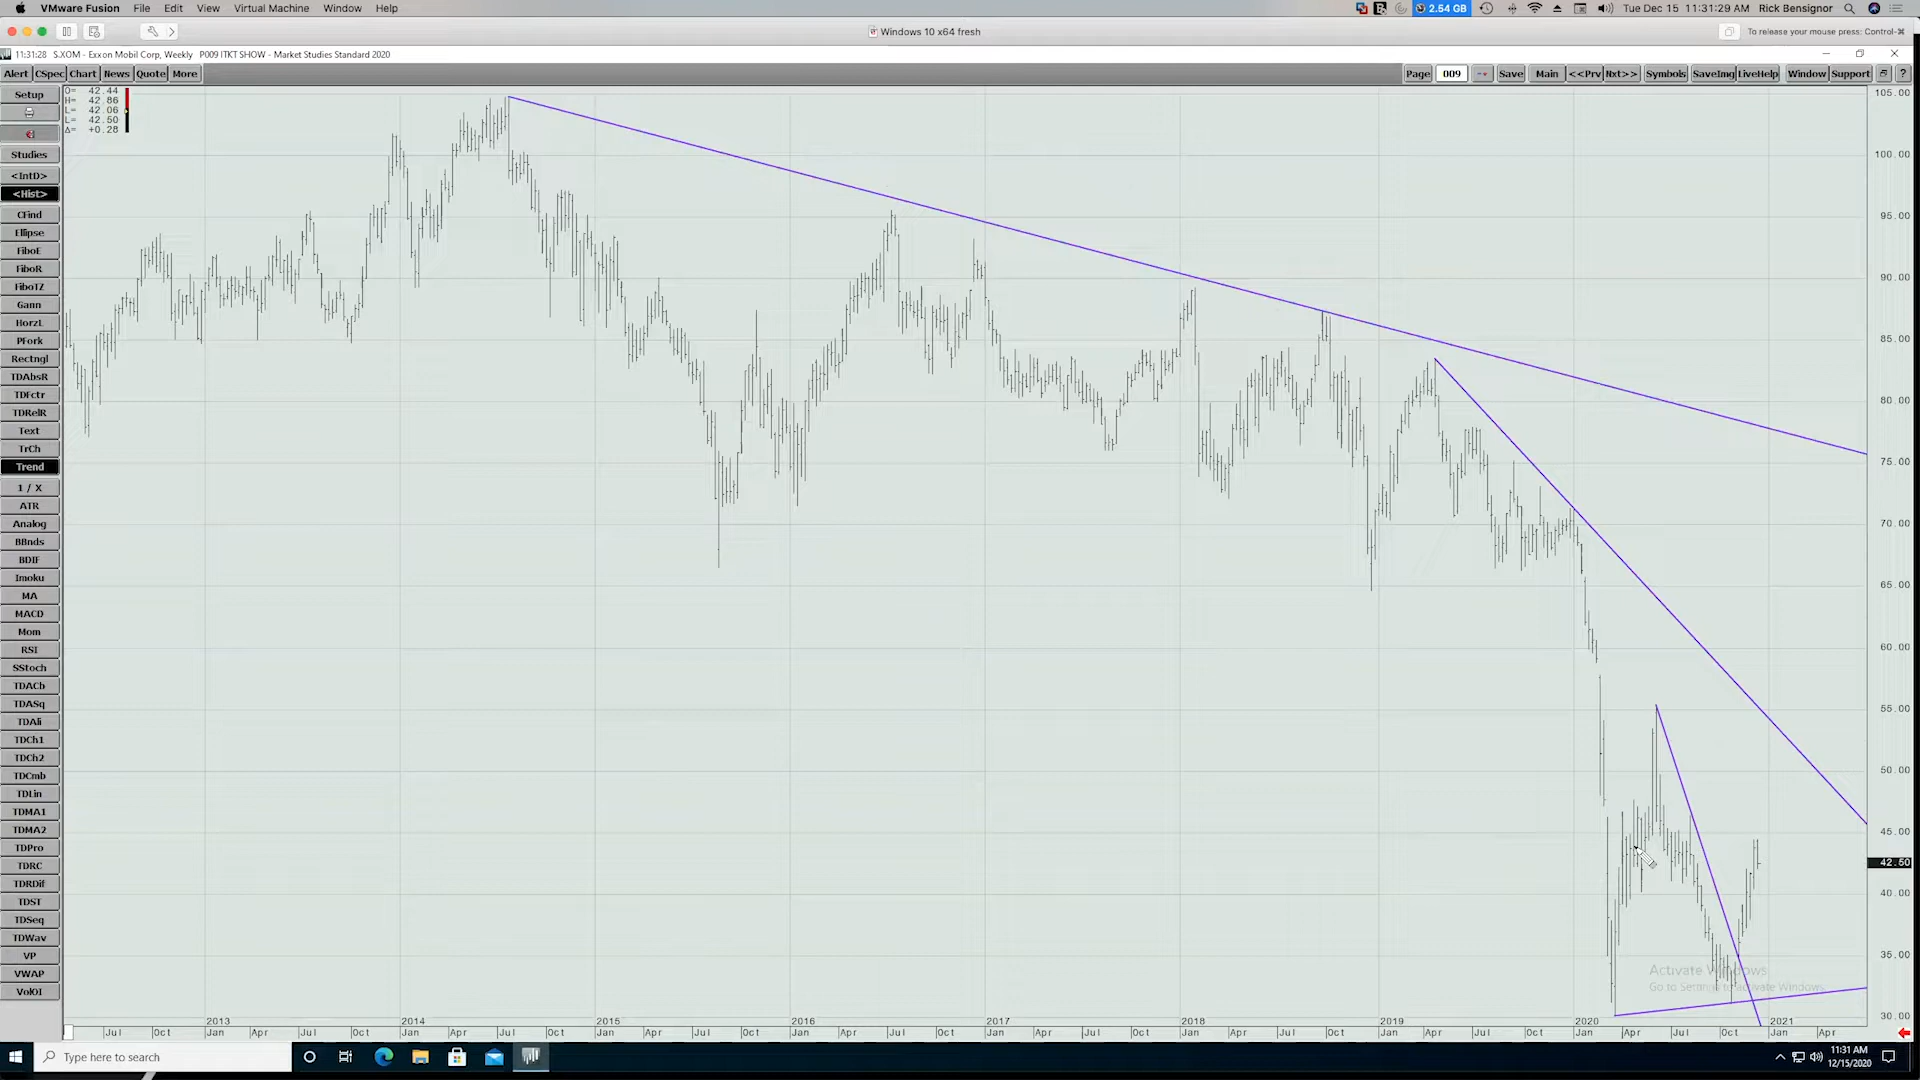 VMware Fusion File Edit View Virtual Machine Window Help 2.54 GB Tue Dec 15 11:31:29 AM Rick Bensignor
Windows 10 x64 fresh To release your mouse press: Control-⌘
11:31:28 S.XOM - Exxon Mobil Corp, Weekly P009 ITKT SHOW - Market Studies Standard 2020
Alert CSpec Chart News Quote More Page 009 Save Main <<Prv Nxt>> Symbols SaveImg LiveHelp Window Support ?
O= 42.44
H= 42.86
L= 42.06
L= 42.50
Δ= +0.28
Setup
Studies
<IntD>
<Hist>
CFind
Ellipse
FiboE
FiboR
FiboTZ
Gann
HorzL
PFork
Rectngl
TDAbsR
TDFctr
TDRelR
Text
TrCh
Trend
1 / X
ATR
Analog
BBnds
BDIF
Imoku
MA
MACD
Mom
RSI
SStoch
TDACb
TDASq
TDAli
TDCh1
TDCh2
TDCmb
TDLin
TDMA1
TDMA2
TDPro
TDRC
TDRDif
TDST
TDSeq
TDWav
VP
VWAP
VolOI
105.00
100.00
95.00
90.00
85.00
80.00
75.00
70.00
65.00
60.00
55.00
50.00
45.00
42.50
40.00
35.00
30.00
Activate Windows
Go to Settings to activate Windows.
2013 2014 2015 2016 2017 2018 2019 2020 2021
Jul Oct Jan Apr Jul Oct Jan Apr Jul Oct Jan Apr Jul Oct Jan Apr Jul Oct Jan Apr Jul Oct Jan Apr Jul Oct Jan Apr Jul Oct Jan Apr Jul Oct Jan Apr
Type here to search
11:31 AM
12/15/2020